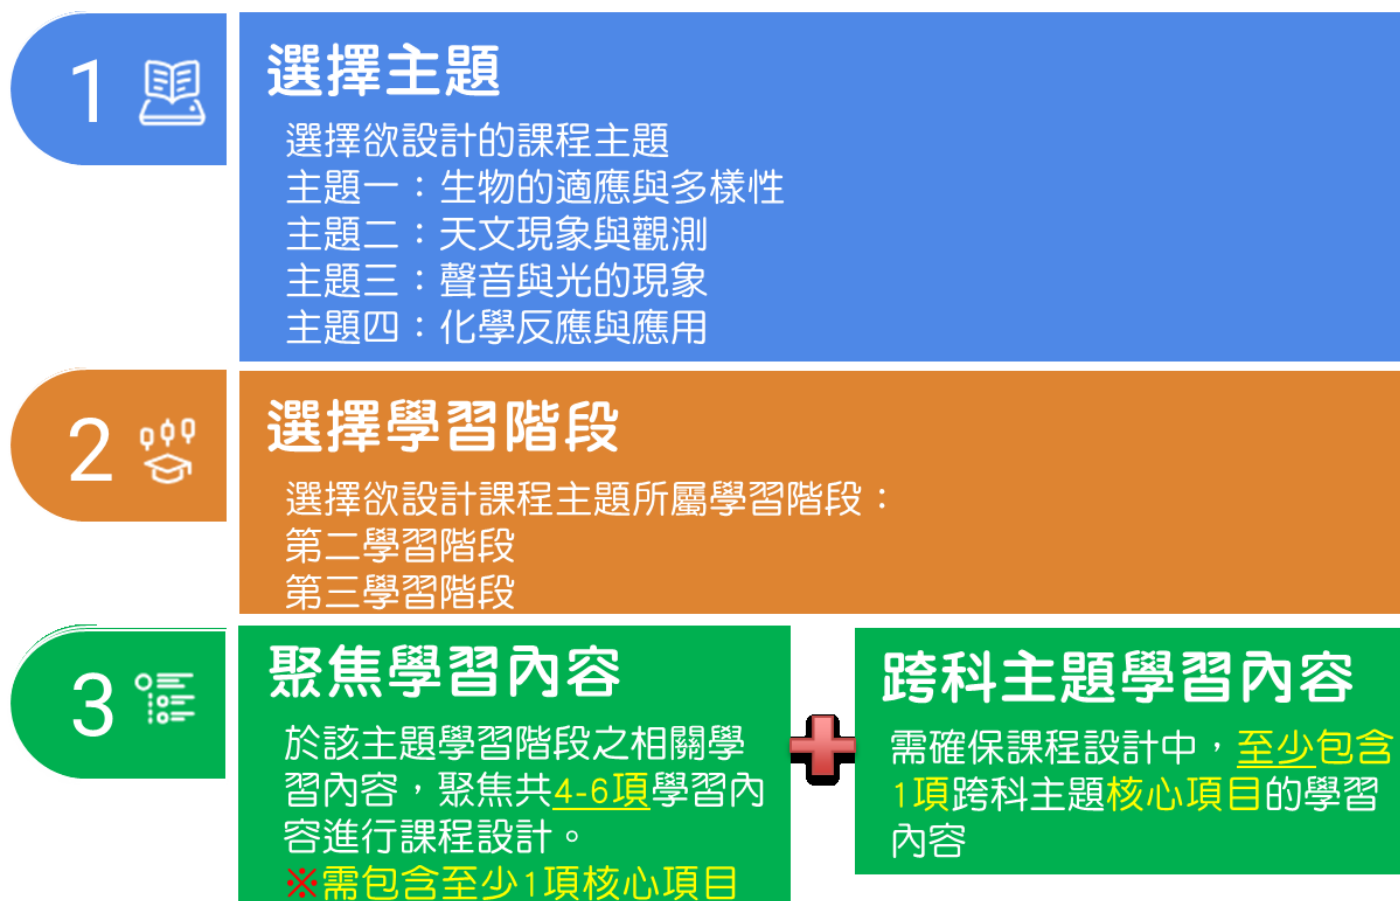 1
選擇主題
選擇欲設計的課程主題
主題一：生物的適應與多樣性
主題二：天文現象與觀測
主題三：聲音與光的現象
主題四：化學反應與應用
2
選擇學習階段
選擇欲設計課程主題所屬學習階段：
第二學習階段
第三學習階段
3
聚焦學習內容
於該主題學習階段之相關學
習內容，聚焦共4-6項學習內
容進行課程設計。
※需包含至少1項核心項目
跨科主題學習內容
需確保課程設計中，至少包含
1項跨科主題核心項目的學習
內容